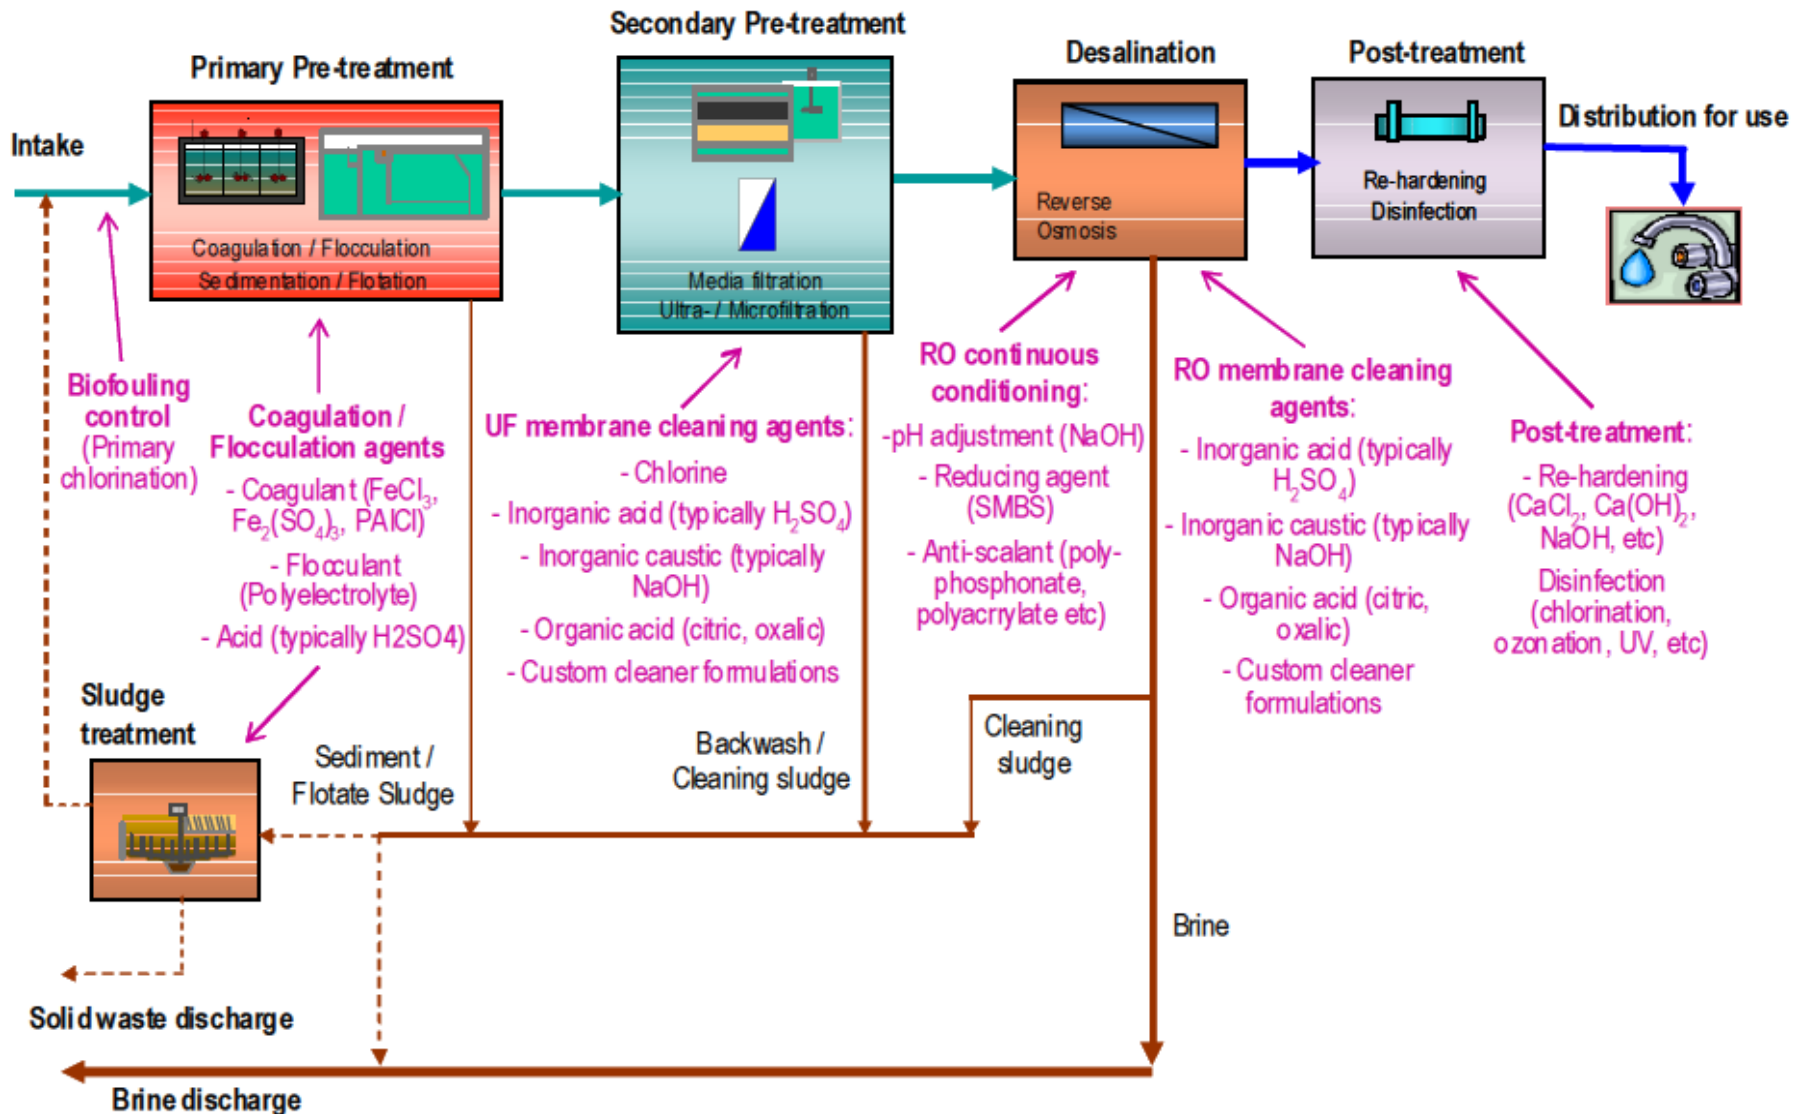 Primary Pre-treatment
Secondary Pre-treatment
Desalination
Post-treatment
Intake
Distribution for use
Coagulation / Flocculation
Sedimentation / Flotation
Media filtration
Ultra- / Microfiltration
Reverse
Osmosis
Re-hardening
Disinfection
Biofouling
control
(Primary
chlorination)
Coagulation /
Flocculation agents
- Coagulant (FeCl3,
Fe2(SO4)3, PAlCl)
- Flocculant
(Polyelectrolyte)
- Acid (typically H2SO4)
UF membrane cleaning agents:
- Chlorine
- Inorganic acid (typically H2SO4)
- Inorganic caustic (typically
NaOH)
- Organic acid (citric, oxalic)
- Custom cleaner formulations
RO continuous
conditioning:
-pH adjustment (NaOH)
- Reducing agent
(SMBS)
- Anti-scalant (poly-
phosphonate,
polyacrrylate etc)
RO membrane cleaning
agents:
- Inorganic acid (typically
H2SO4)
- Inorganic caustic (typically
NaOH)
- Organic acid (citric,
oxalic)
- Custom cleaner
formulations
Post-treatment:
- Re-hardening
(CaCl2, Ca(OH)2,
NaOH, etc)
Disinfection
(chlorination,
ozonation, UV, etc)
Sludge
treatment
Sediment /
Flotate Sludge
Backwash /
Cleaning sludge
Cleaning
sludge
Brine
Solid waste discharge
Brine discharge